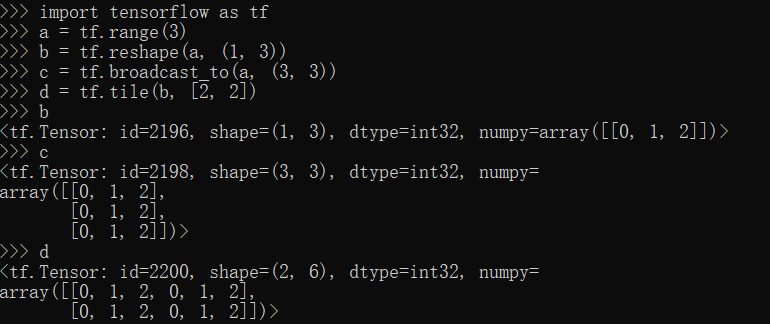 >>> import tensorflow as tf
>>> a = tf.range(3)
>>> b = tf.reshape(a, (1, 3))
>>> c = tf.broadcast_to(a, (3, 3))
>>> d = tf.tile(b, [2, 2])
>>> b
<tf.Tensor: id=2196, shape=(1, 3), dtype=int32, numpy=array([[0, 1, 2]])>
>>> c
<tf.Tensor: id=2198, shape=(3, 3), dtype=int32, numpy=
array([[0, 1, 2],
       [0, 1, 2],
       [0, 1, 2]])>
>>> d
<tf.Tensor: id=2200, shape=(2, 6), dtype=int32, numpy=
array([[0, 1, 2, 0, 1, 2],
       [0, 1, 2, 0, 1, 2]])>